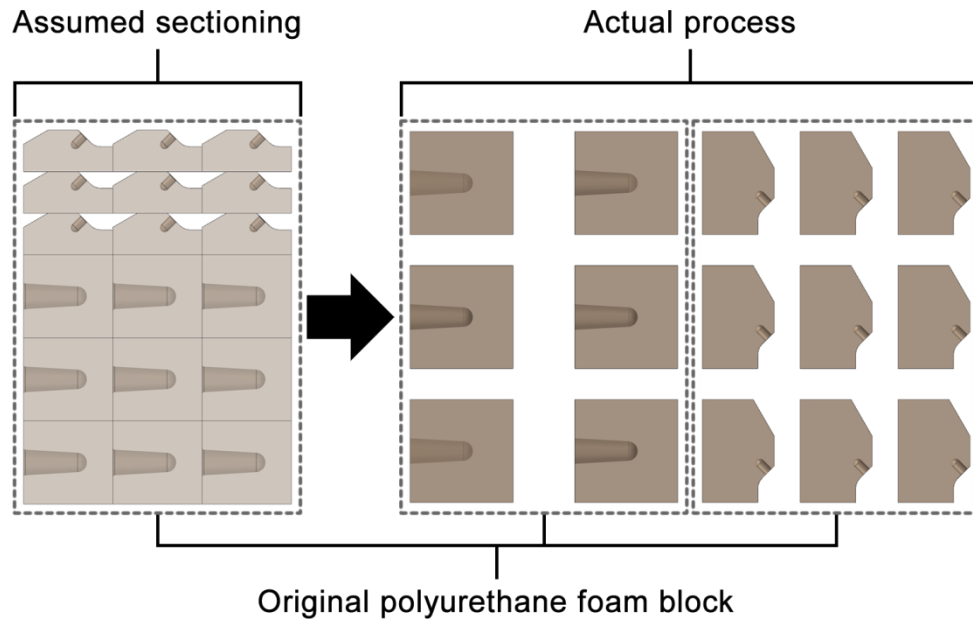 Assumed sectioning
Actual process
Original polyurethane foam block